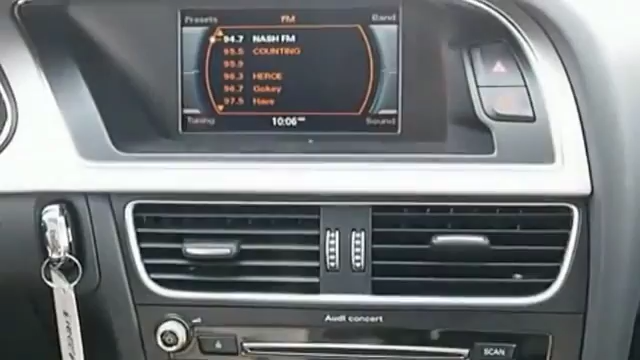 Presets FM Band
94.7 NASH FM
95.5 COUNTING
95.9
96.3 HEROE
96.7 Gokey
97.5 Have
Tuning 10:06 Sound
Audi concert
SCAN